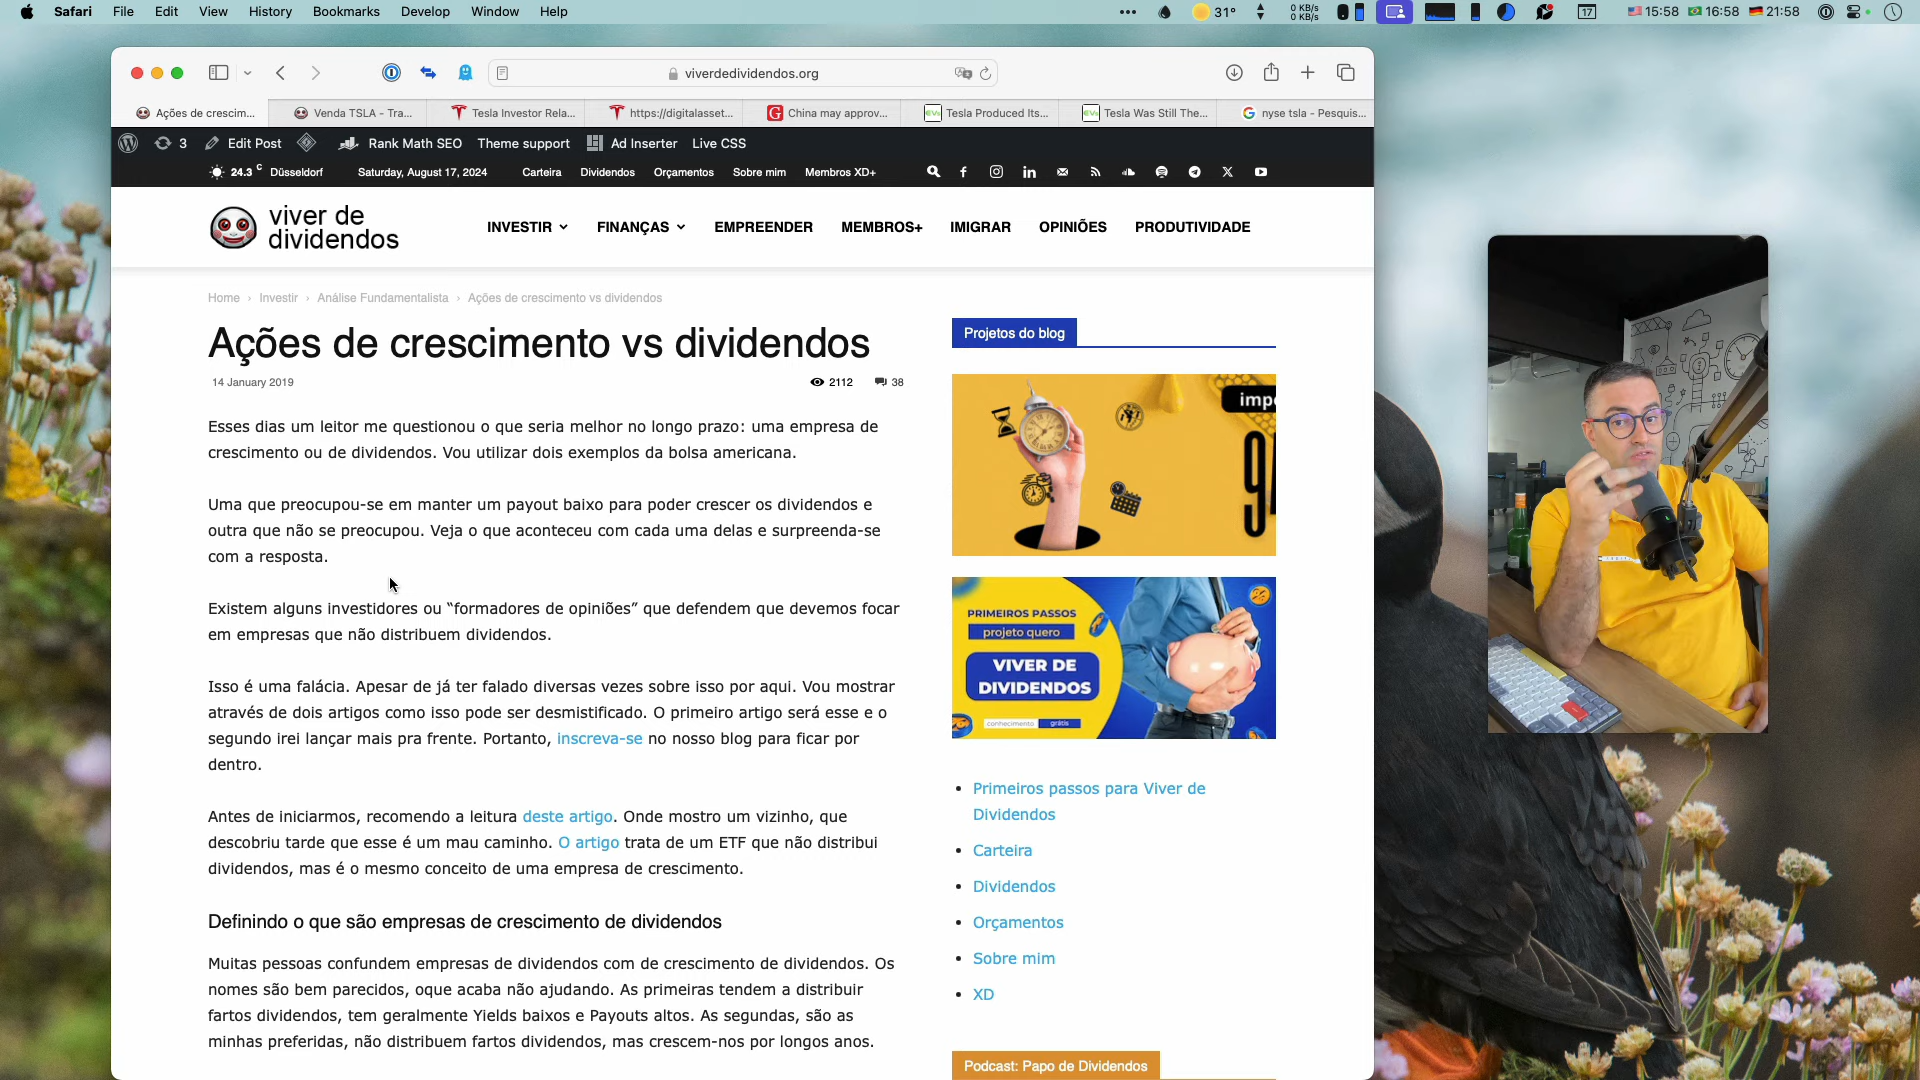 Safari File Edit View History Bookmarks Develop Window Help
31° 0 KB/s 17 15:58 16:58 21:58
0 KB/s
viverdedividendos.org
Ações de crescim... Venda TSLA - Tra... Tesla Investor Rela... https://digitalasset... China may approv... Tesla Produced Its... Tesla Was Still The... nyse tsla - Pesquis...
3 Edit Post Rank Math SEO Theme support Ad Inserter Live CSS
24.3 C Düsseldorf Saturday, August 17, 2024 Carteira Dividendos Orçamentos Sobre mim Membros XD+
viver de
dividendos
INVESTIR FINANÇAS EMPREENDER MEMBROS+ IMIGRAR OPINIÕES PRODUTIVIDADE
Home › Investir › Análise Fundamentalista › Ações de crescimento vs dividendos
Ações de crescimento vs dividendos
14 January 2019 2112 38
Esses dias um leitor me questionou o que seria melhor no longo prazo: uma empresa de
crescimento ou de dividendos. Vou utilizar dois exemplos da bolsa americana.
Uma que preocupou-se em manter um payout baixo para poder crescer os dividendos e
outra que não se preocupou. Veja o que aconteceu com cada uma delas e surpreenda-se
com a resposta.
Existem alguns investidores ou “formadores de opiniões” que defendem que devemos focar
em empresas que não distribuem dividendos.
Isso é uma falácia. Apesar de já ter falado diversas vezes sobre isso por aqui. Vou mostrar
através de dois artigos como isso pode ser desmistificado. O primeiro artigo será esse e o
segundo irei lançar mais pra frente. Portanto, inscreva-se no nosso blog para ficar por
dentro.
Antes de iniciarmos, recomendo a leitura deste artigo. Onde mostro um vizinho, que
descobriu tarde que esse é um mau caminho. O artigo trata de um ETF que não distribui
dividendos, mas é o mesmo conceito de uma empresa de crescimento.
Definindo o que são empresas de crescimento de dividendos
Muitas pessoas confundem empresas de dividendos com de crescimento de dividendos. Os
nomes são bem parecidos, oque acaba não ajudando. As primeiras tendem a distribuir
fartos dividendos, tem geralmente Yields baixos e Payouts altos. As segundas, são as
minhas preferidas, não distribuem fartos dividendos, mas crescem-nos por longos anos.
Projetos do blog
impo
9
PRIMEIROS PASSOS
projeto quero
VIVER DE
DIVIDENDOS
conhecimento grátis
Primeiros passos para Viver de
Dividendos
Carteira
Dividendos
Orçamentos
Sobre mim
XD
Podcast: Papo de Dividendos